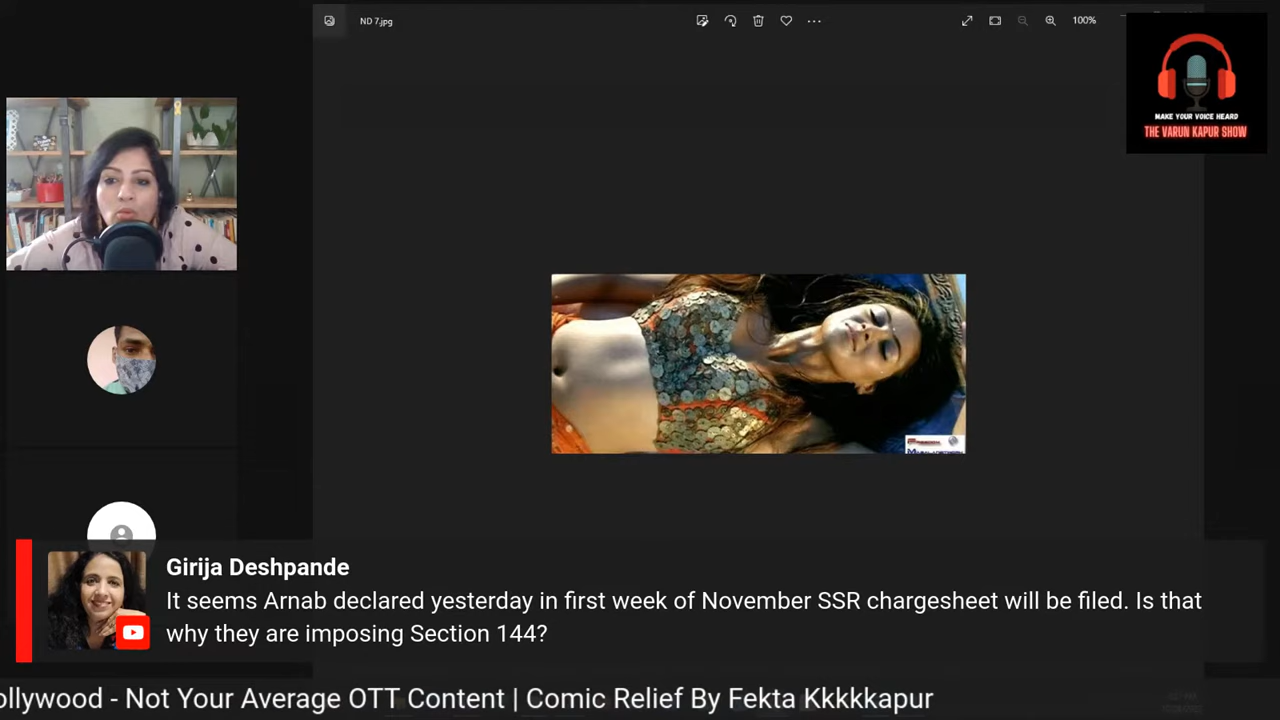 ND 7.jpg
100%
MAKE YOUR VOICE HEARD
THE VARUN KAPUR SHOW
Girija Deshpande
It seems Arnab declared yesterday in first week of November SSR chargesheet will be filed. Is that
why they are imposing Section 144?
ollywood - Not Your Average OTT Content | Comic Relief By Fekta Kkkkkapur